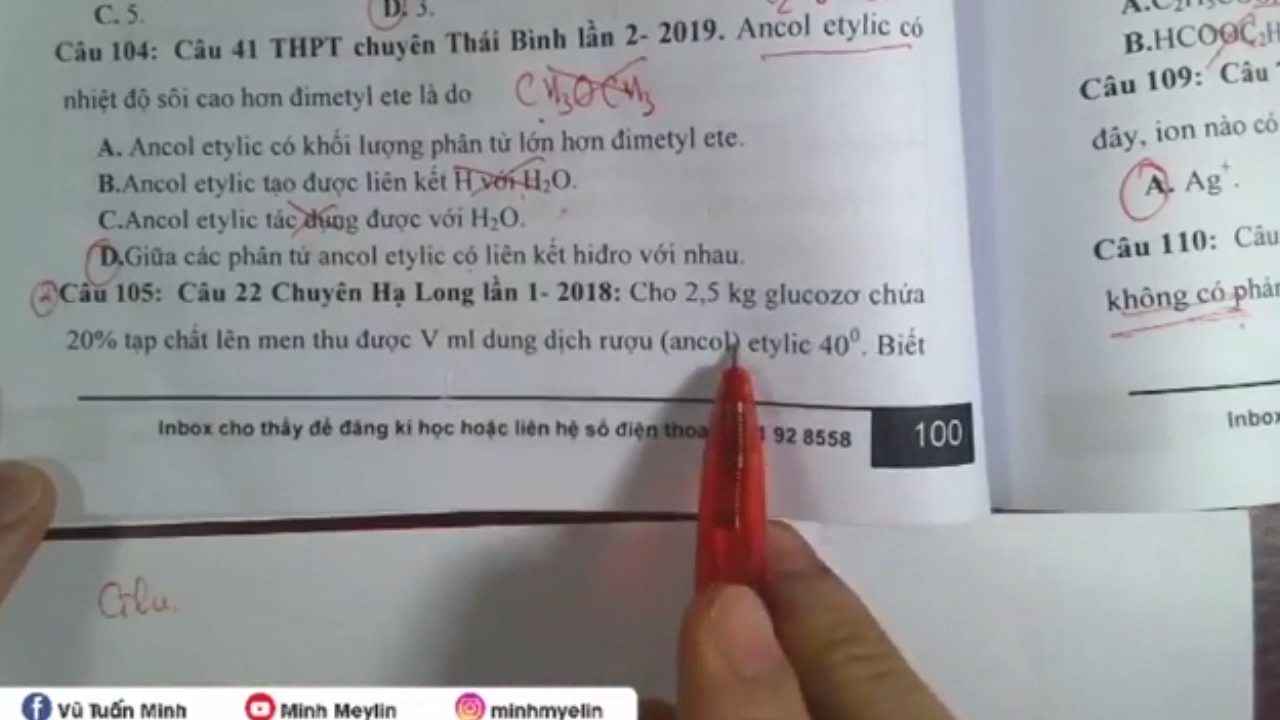 C. 5.
D. 3.
Câu 104: Câu 41 THPT chuyên Thái Bình lần 2- 2019. Ancol etylic có
nhiệt độ sôi cao hơn đimetyl ete là do
CH3OCH3
A. Ancol etylic có khối lượng phân tử lớn hơn đimetyl ete.
B.Ancol etylic tạo được liên kết H với H₂O.
C.Ancol etylic tác dụng được với H₂O.
D.Giữa các phân tử ancol etylic có liên kết hiđro với nhau.
Câu 105: Câu 22 Chuyên Hạ Long lần 1- 2018: Cho 2,5 kg glucozơ chứa
20% tạp chất lên men thu được V ml dung dịch rượu (ancol) etylic 40⁰. Biết
Inbox cho thầy để đăng kí học hoặc liên hệ số điện thoạ 92 8558
100
B.HCOOC₂H
Câu 109: Câu
đây, ion nào có
A. Ag⁺.
Câu 110: Câu
không có phản
Inbox
Glu.
Vũ Tuấn Minh
Minh Meylin
minhmyelin